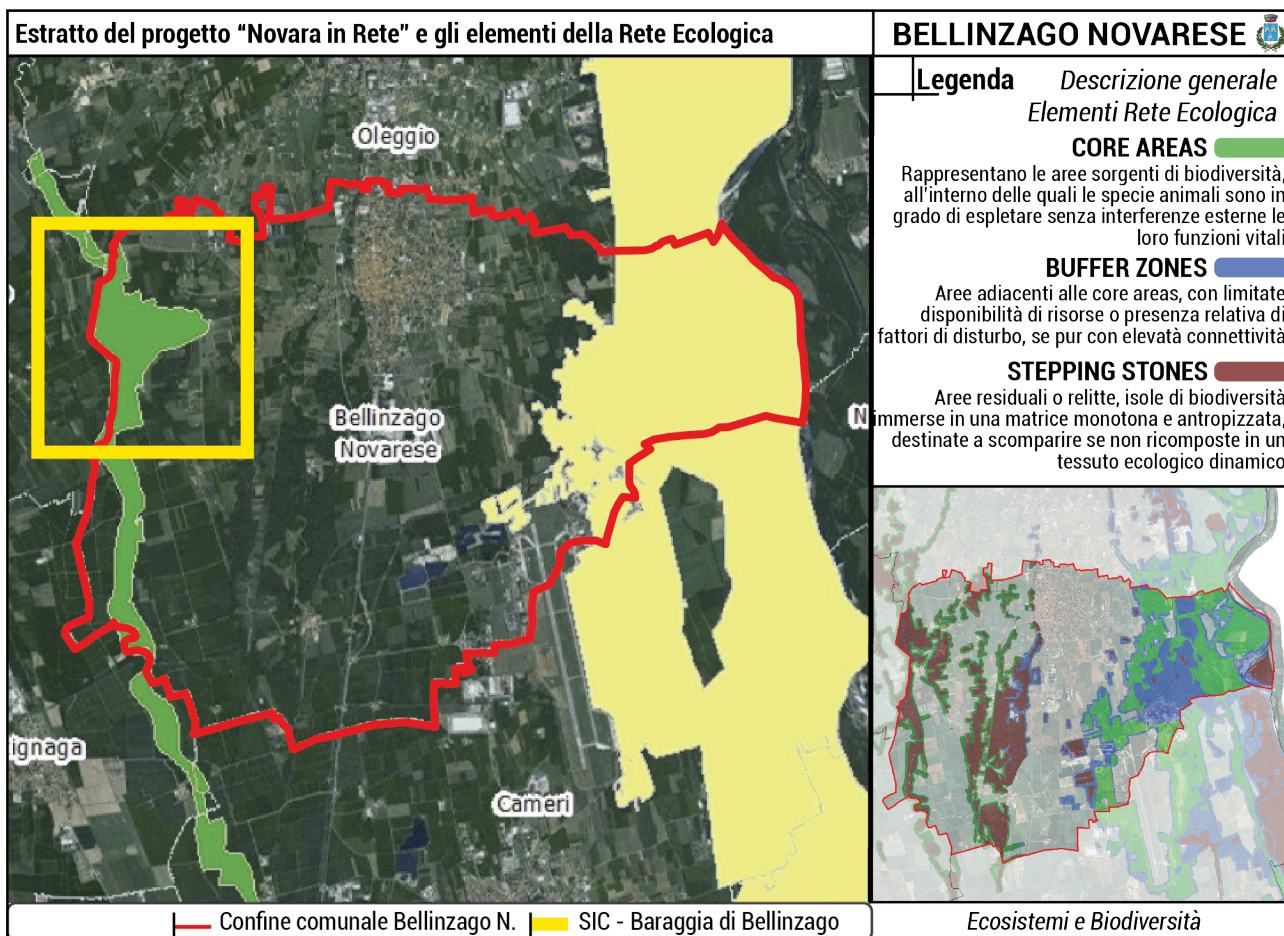 Estratto del progetto “Novara in Rete” e gli elementi della Rete Ecologica
BELLINZAGO NOVARESE
Legenda
Descrizione generale
Elementi Rete Ecologica
CORE AREAS
Rappresentano le aree sorgenti di biodiversità,
all’interno delle quali le specie animali sono in
grado di espletare senza interferenze esterne le
loro funzioni vitali
BUFFER ZONES
Aree adiacenti alle core areas, con limitate
disponibilità di risorse o presenza relativa di
fattori di disturbo, se pur con elevatà connettività
STEPPING STONES
Aree residuali o relitte, isole di biodiversità
immerse in una matrice monotona e antropizzata,
destinate a scomparire se non ricomposte in un
tessuto ecologico dinamico
Oleggio
Bellinzago
Novarese
N
ignaga
Cameri
Confine comunale Bellinzago N.
SIC - Baraggia di Bellinzago
Ecosistemi e Biodiversità